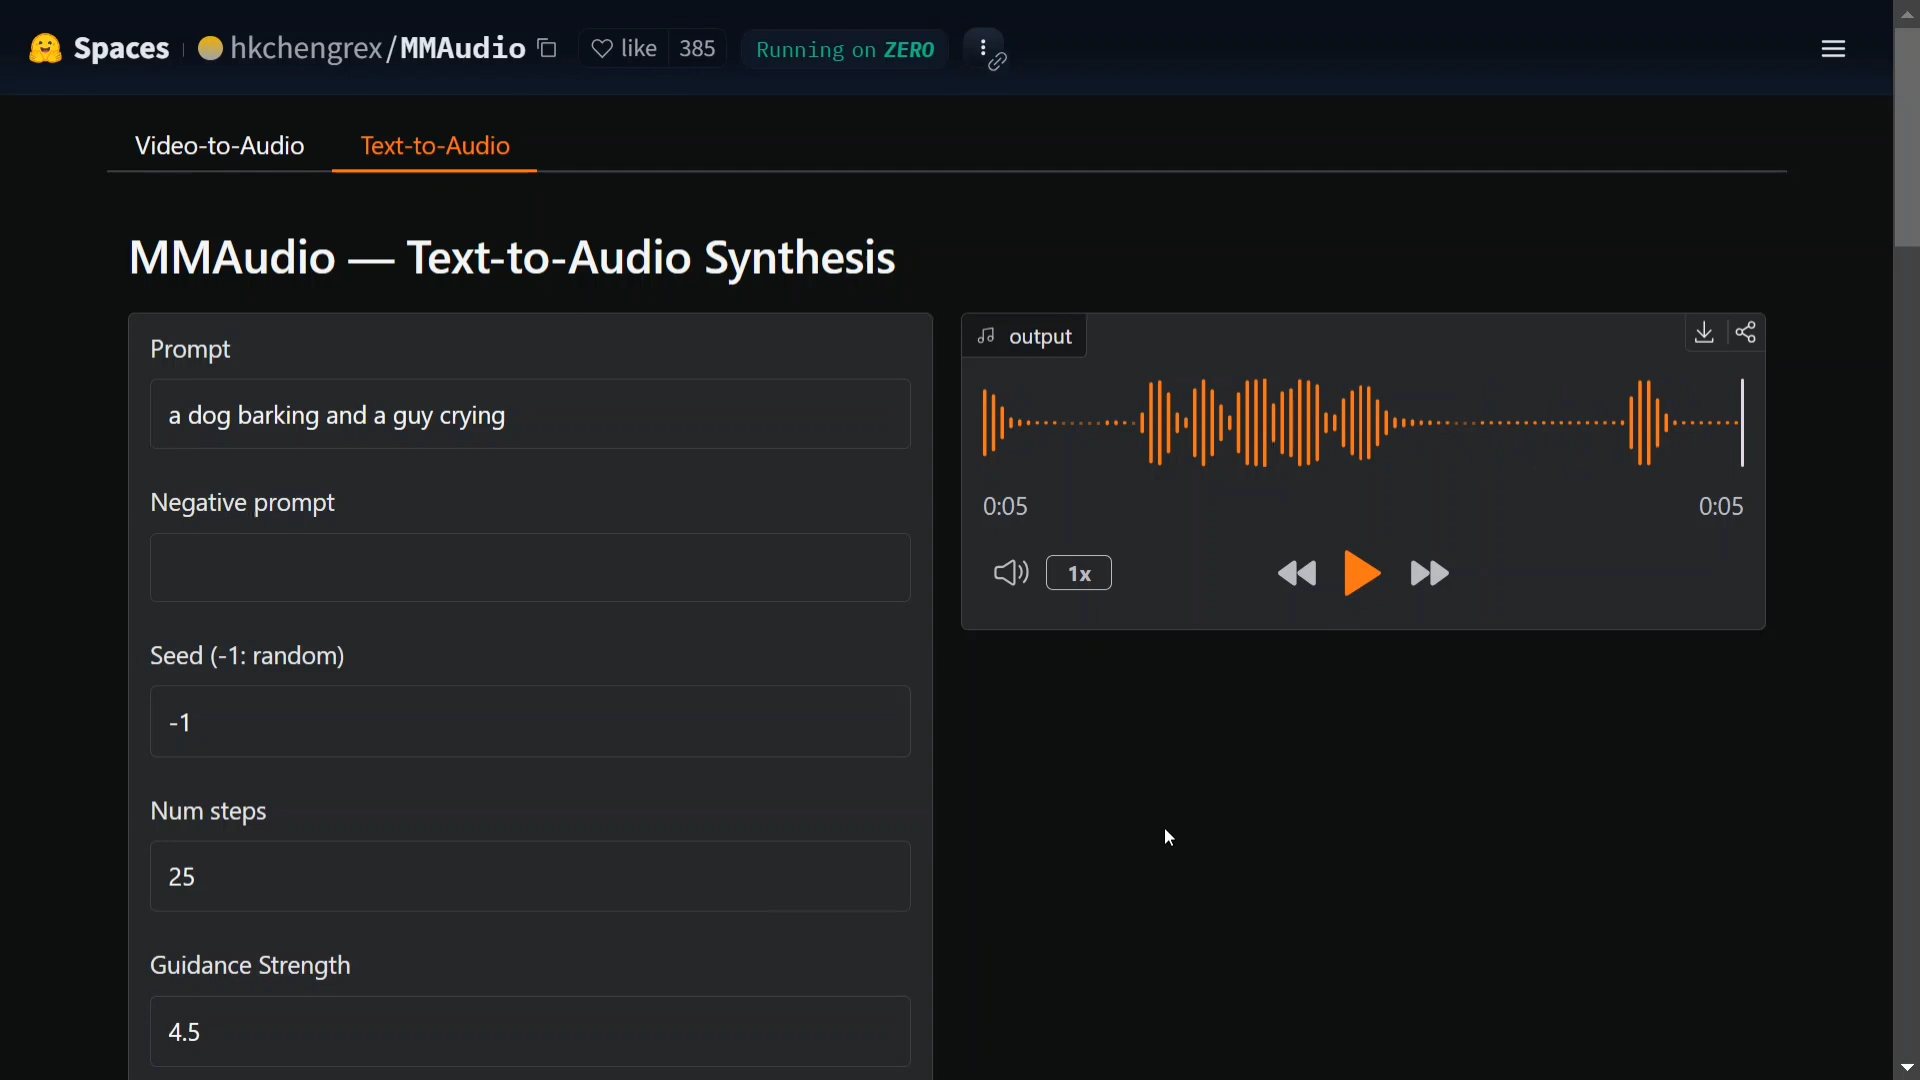 Spaces hkchengrex/MMAudio like 385 Running on ZERO
Video-to-Audio Text-to-Audio
MMAudio — Text-to-Audio Synthesis
Prompt
a dog barking and a guy crying
Negative prompt
Seed (-1: random)
-1
Num steps
25
Guidance Strength
4.5
output
0:05 0:05
1x